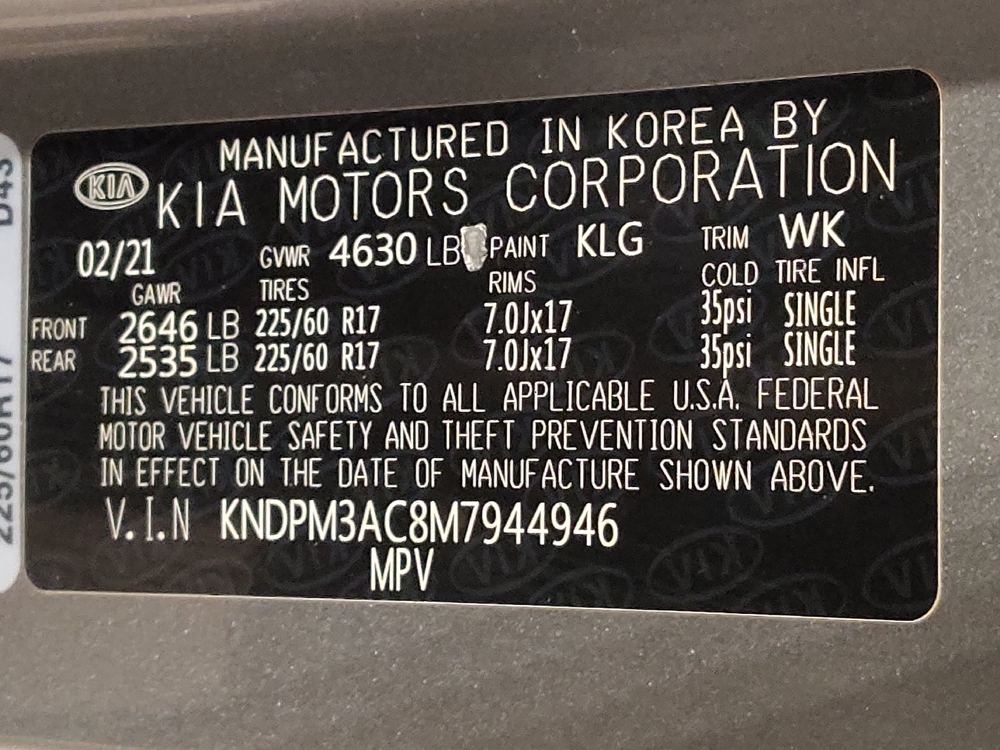 MANUFACTURED IN KOREA BY
KIA KIA MOTORS CORPORATION
02/21 GVWR 4630 LB PAINT KLG TRIM WK
GAWR TIRES RIMS COLD TIRE INFL
FRONT 2646 LB 225/60 R17 7.0Jx17 35psi SINGLE
REAR 2535 LB 225/60 R17 7.0Jx17 35psi SINGLE
THIS VEHICLE CONFORMS TO ALL APPLICABLE U.S.A. FEDERAL
MOTOR VEHICLE SAFETY AND THEFT PREVENTION STANDARDS
IN EFFECT ON THE DATE OF MANUFACTURE SHOWN ABOVE.
V.I.N KNDPM3AC8M7944946
MPV
225/60R17